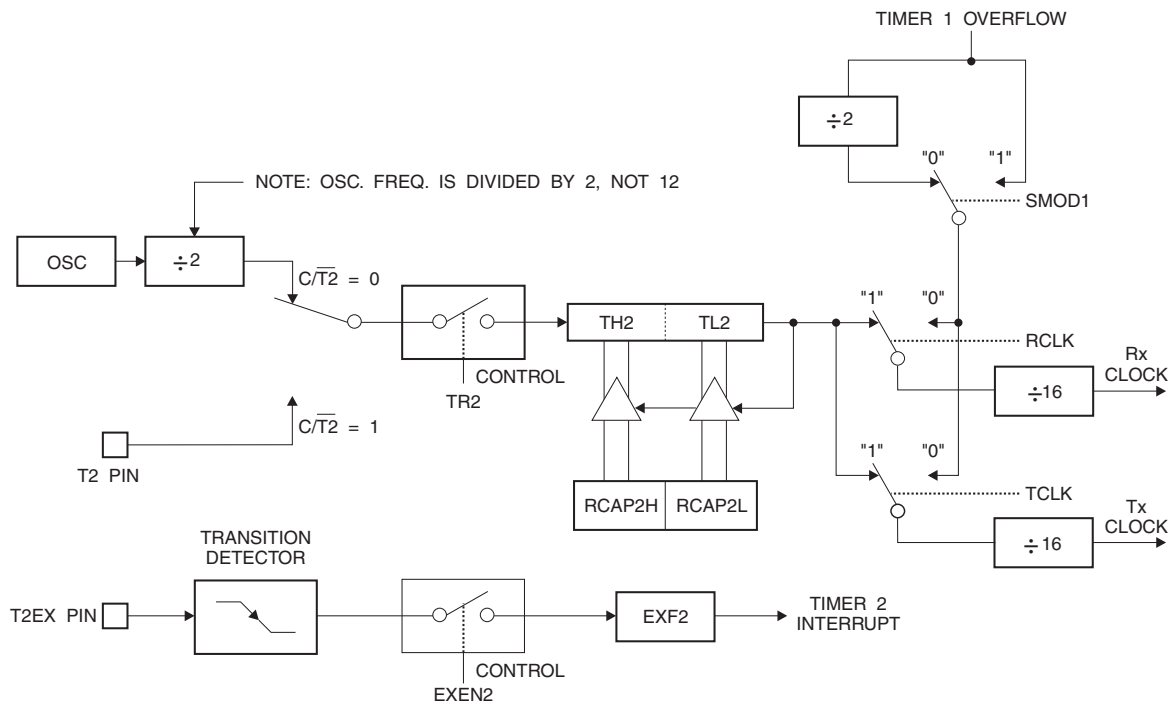 TIMER 1 OVERFLOW
÷2
"0" "1"
NOTE: OSC. FREQ. IS DIVIDED BY 2, NOT 12
SMOD1
OSC
÷2
C/T2̅ = 0
TH2 TL2
"1" "0"
RCLK
Rx
CLOCK
CONTROL
TR2
÷16
C/T2̅ = 1
T2 PIN
"1" "0"
RCAP2H RCAP2L
TCLK
Tx
CLOCK
÷16
TRANSITION
DETECTOR
T2EX PIN
EXF2
TIMER 2
INTERRUPT
CONTROL
EXEN2